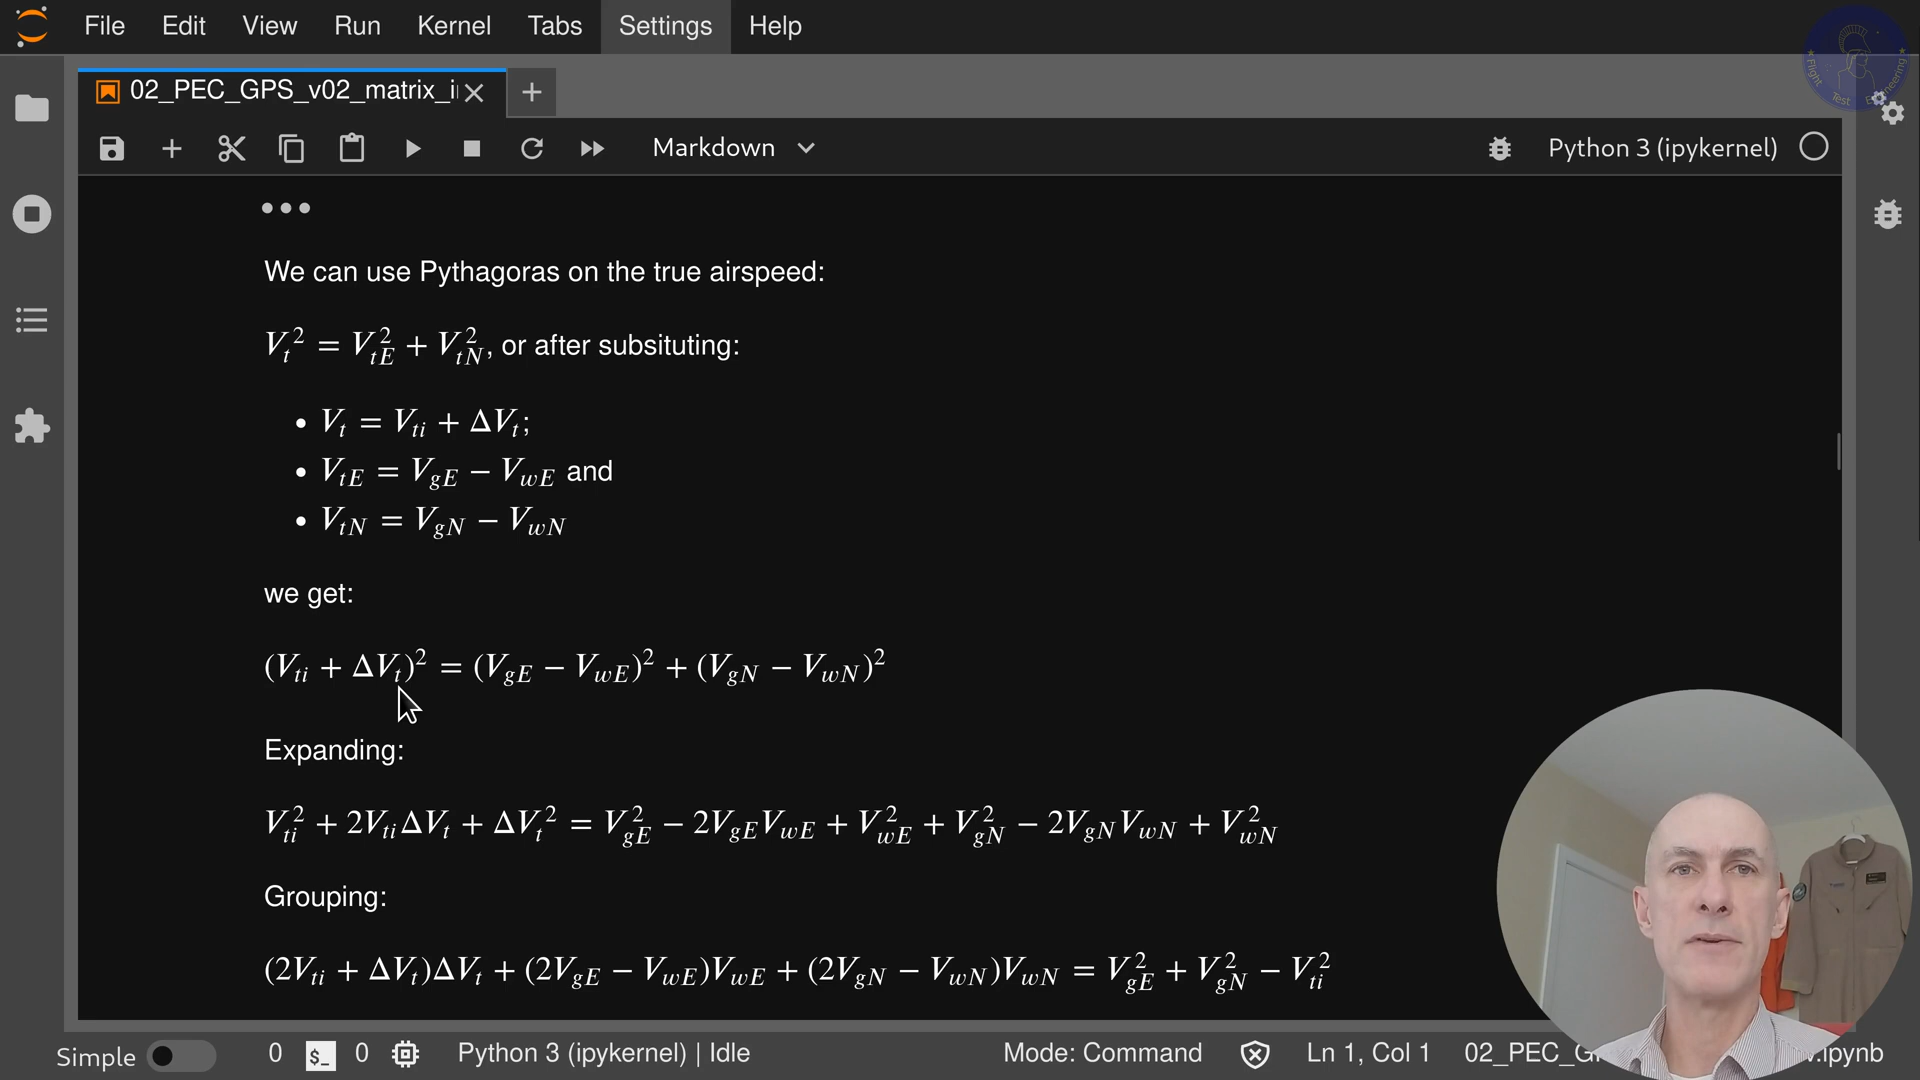 File Edit View Run Kernel Tabs Settings Help
Flight Test Engineering
02_PEC_GPS_v02_matrix_i
Markdown
Python 3 (ipykernel)
We can use Pythagoras on the true airspeed:
V_t^2 = V_{tE}^2 + V_{tN}^2, or after subsituting:
• V_t = V_{ti} + ΔV_t;
• V_{tE} = V_{gE} − V_{wE} and
• V_{tN} = V_{gN} − V_{wN}
we get:
(V_{ti} + ΔV_t)^2 = (V_{gE} − V_{wE})^2 + (V_{gN} − V_{wN})^2
Expanding:
V_{ti}^2 + 2V_{ti}ΔV_t + ΔV_t^2 = V_{gE}^2 − 2V_{gE}V_{wE} + V_{wE}^2 + V_{gN}^2 − 2V_{gN}V_{wN} + V_{wN}^2
Grouping:
(2V_{ti} + ΔV_t)ΔV_t + (2V_{gE} − V_{wE})V_{wE} + (2V_{gN} − V_{wN})V_{wN} = V_{gE}^2 + V_{gN}^2 − V_{ti}^2
Simple 0 $_ 0 Python 3 (ipykernel) | Idle Mode: Command Ln 1, Col 1 02_PEC_G .ipynb